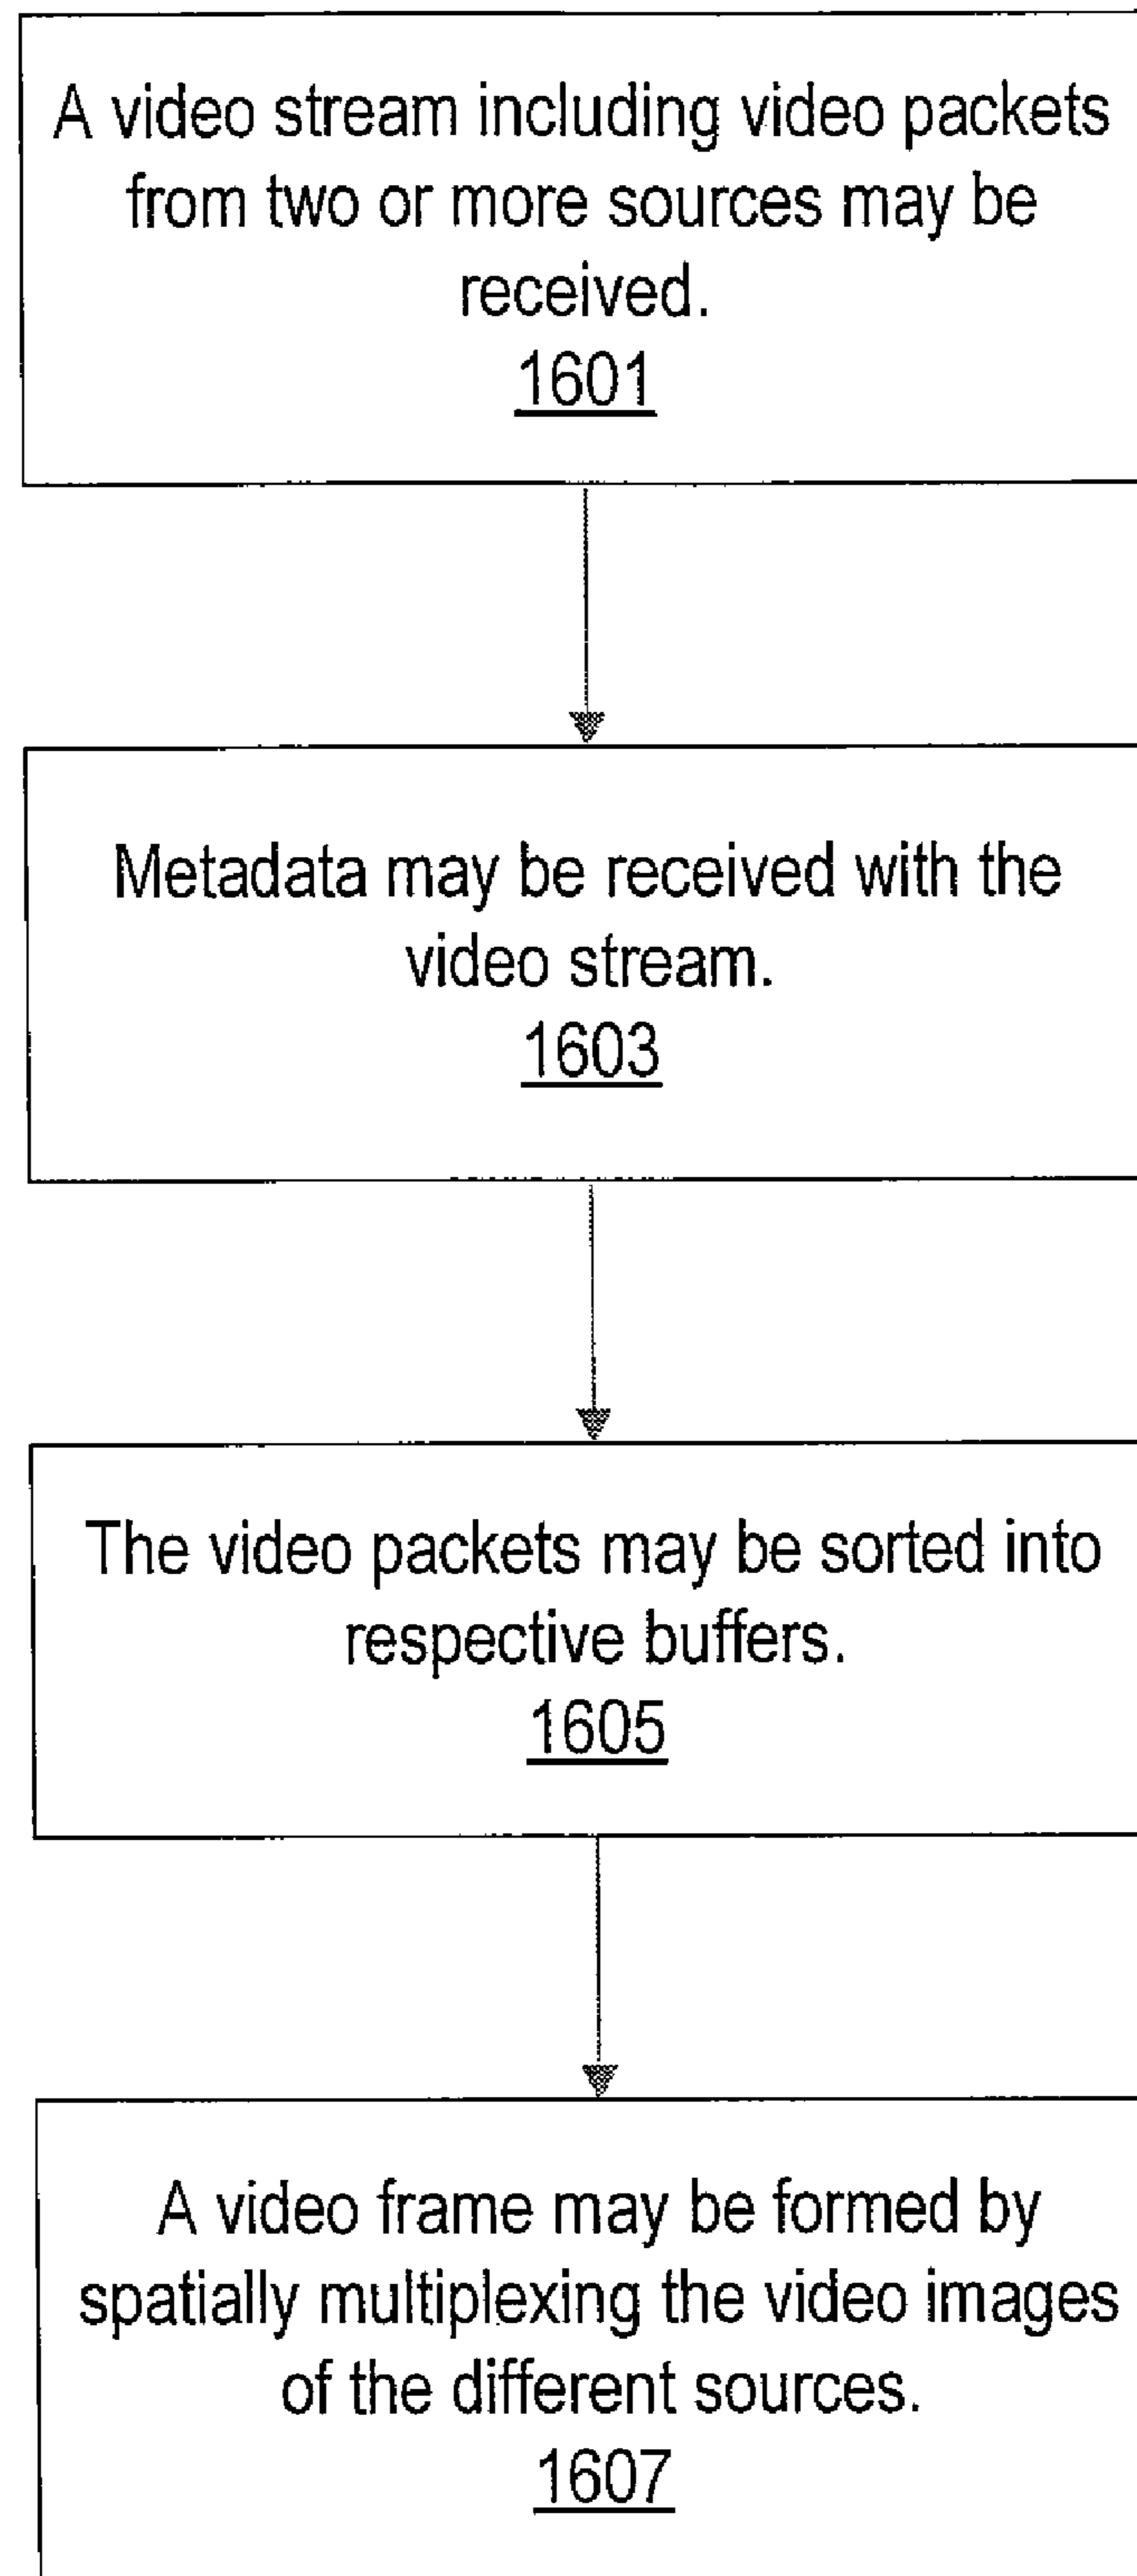 A video stream including video packets
from two or more sources may be
received.
1601
Metadata may be received with the
video stream.
1603
The video packets may be sorted into
respective buffers.
1605
A video frame may be formed by
spatially multiplexing the video images
of the different sources.
1607